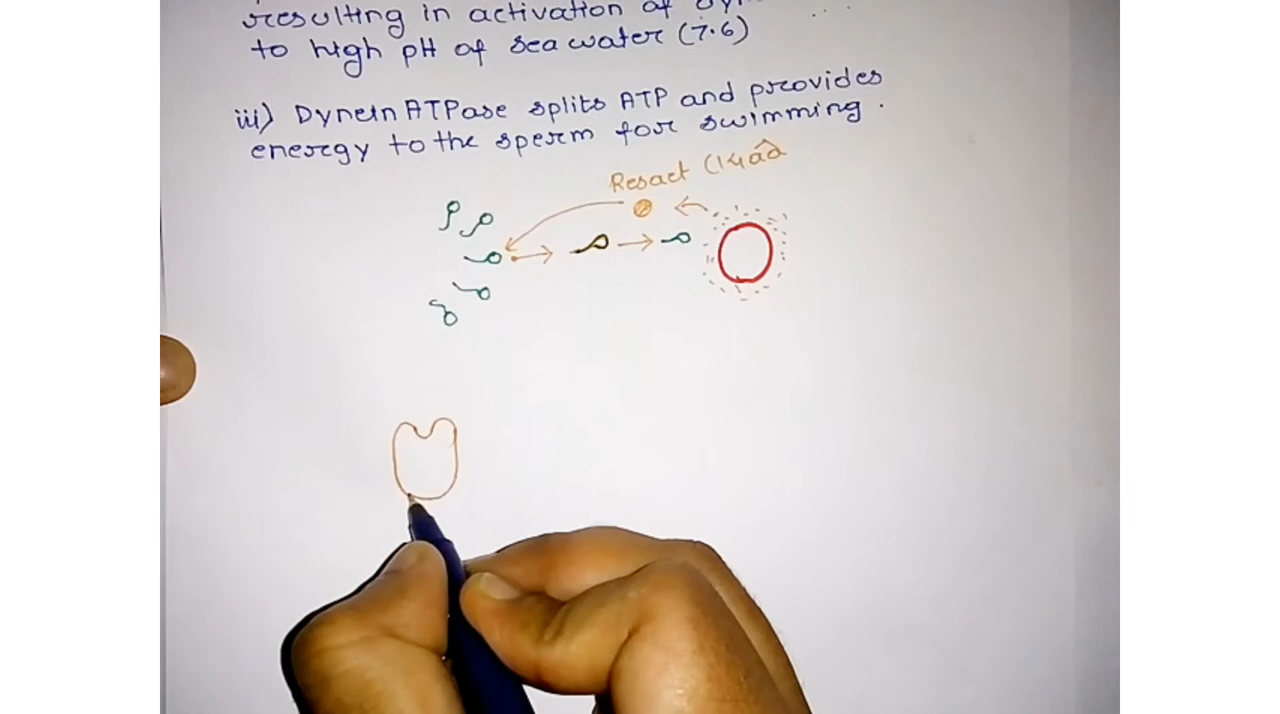 resulting in activation of
to high pH of sea water (7.6)
iii) Dynein ATPase splits ATP and provides
energy to the sperm for swimming.
Resact (14aa